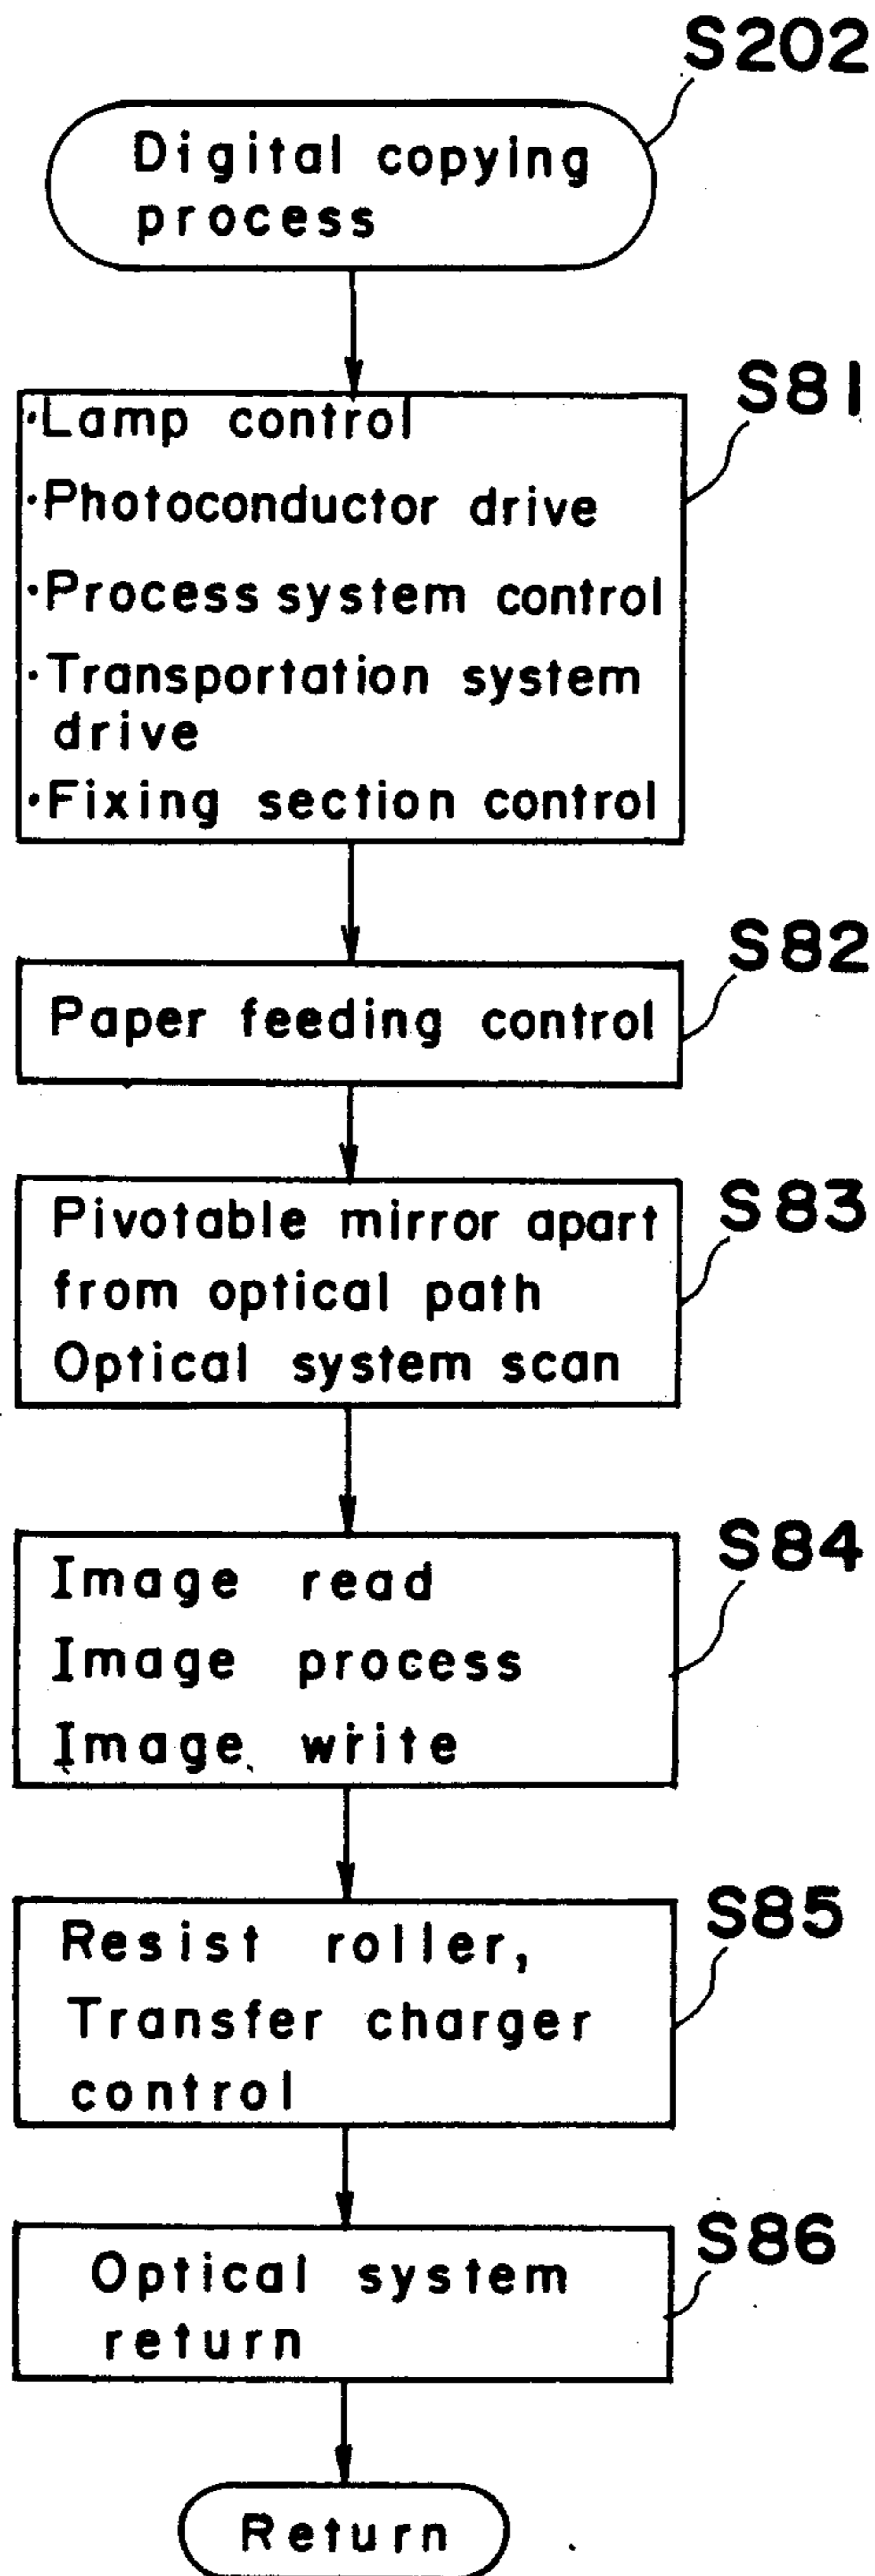 S202
Digital copying
process
S81
·Lamp control
·Photoconductor drive
·Process system control
·Transportation system
drive
·Fixing section control
S82
Paper feeding control
S83
Pivotable mirror apart
from optical path
Optical system scan
S84
Image read
Image process
Image write
S85
Resist roller,
Transfer charger
control
S86
Optical system
return
Return